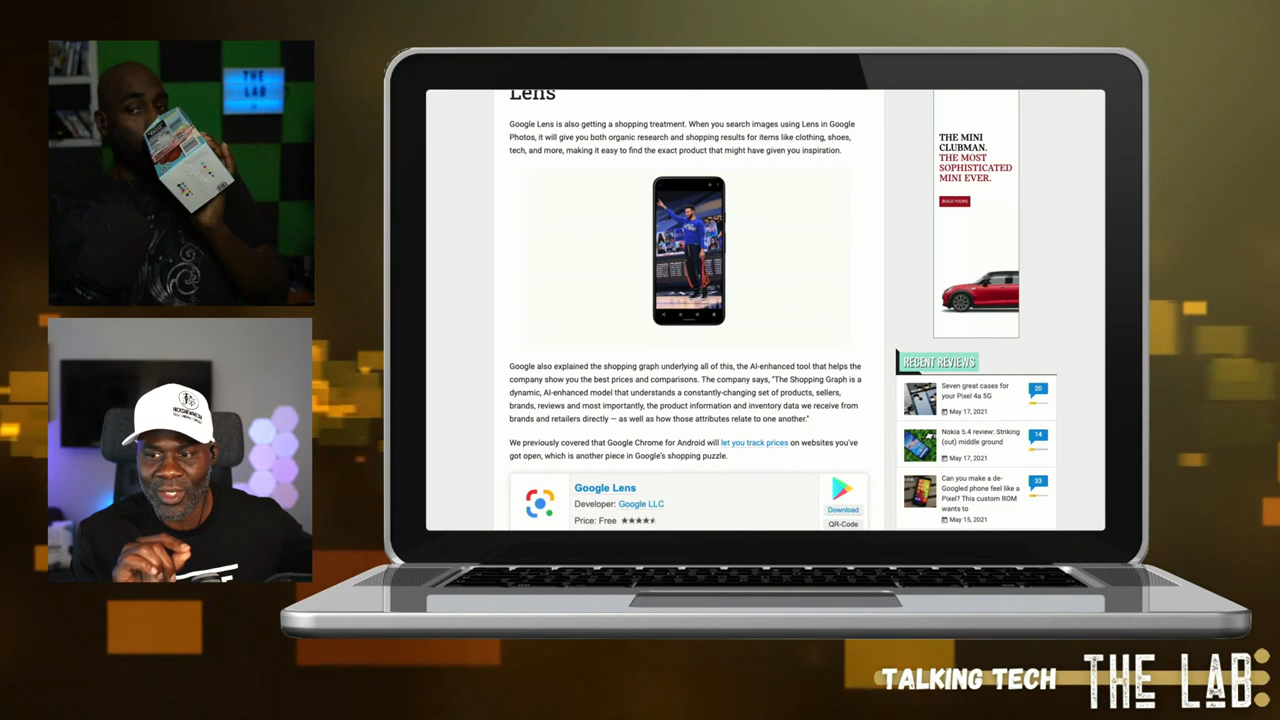 THE
LAB
Lens
Google Lens is also getting a shopping treatment. When you search images using Lens in Google
Photos, it will give you both organic research and shopping results for items like clothing, shoes,
tech, and more, making it easy to find the exact product that might have given you inspiration.
Google also explained the shopping graph underlying all of this, the AI-enhanced tool that helps the
company show you the best prices and comparisons. The company says, "The Shopping Graph is a
dynamic, AI-enhanced model that understands a constantly-changing set of products, sellers,
brands, reviews and most importantly, the product information and inventory data we receive from
brands and retailers directly — as well as how those attributes relate to one another."
We previously covered that Google Chrome for Android will let you track prices on websites you've
got open, which is another piece in Google's shopping puzzle.
Google Lens
Developer: Google LLC
Price: Free
Download
QR-Code
THE MINI
CLUBMAN.
THE MOST
SOPHISTICATED
MINI EVER.
BUILD YOURS
RECENT REVIEWS
Seven great cases for
your Pixel 4a 5G
May 17, 2021
20
Nokia 5.4 review: Striking
(out) middle ground
May 17, 2021
14
Can you make a de-
Googled phone feel like a
Pixel? This custom ROM
wants to
May 15, 2021
33
TALKING TECH
THE LAB